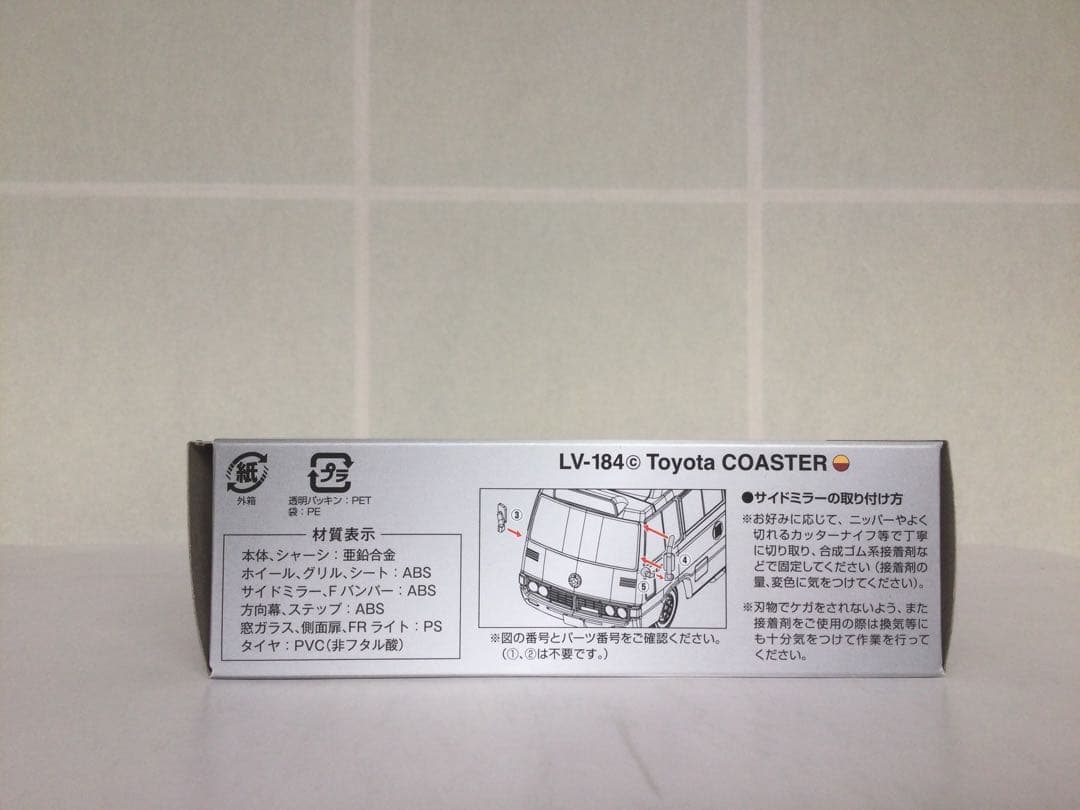 紙
外箱
プラ
透明パッキン：PET
袋：PE
材質表示
本体、シャーシ：亜鉛合金
ホイール、グリル、シート：ABS
サイドミラー、Fバンパー：ABS
方向幕、ステップ：ABS
窓ガラス、側面扉、FRライト：PS
タイヤ：PVC（非フタル酸）
LV-184© Toyota COASTER
③
④
⑤
※図の番号とパーツ番号をご確認ください。
（①、②は不要です。）
●サイドミラーの取り付け方
※お好みに応じて、ニッパーやよく
切れるカッターナイフ等で丁寧
に切り取り、合成ゴム系接着剤な
どで固定してください（接着剤の
量、変色に気をつけてください）。
※刃物でケガをされないよう、また
接着剤をご使用の際は換気等に
も十分気をつけて作業を行って
ください。